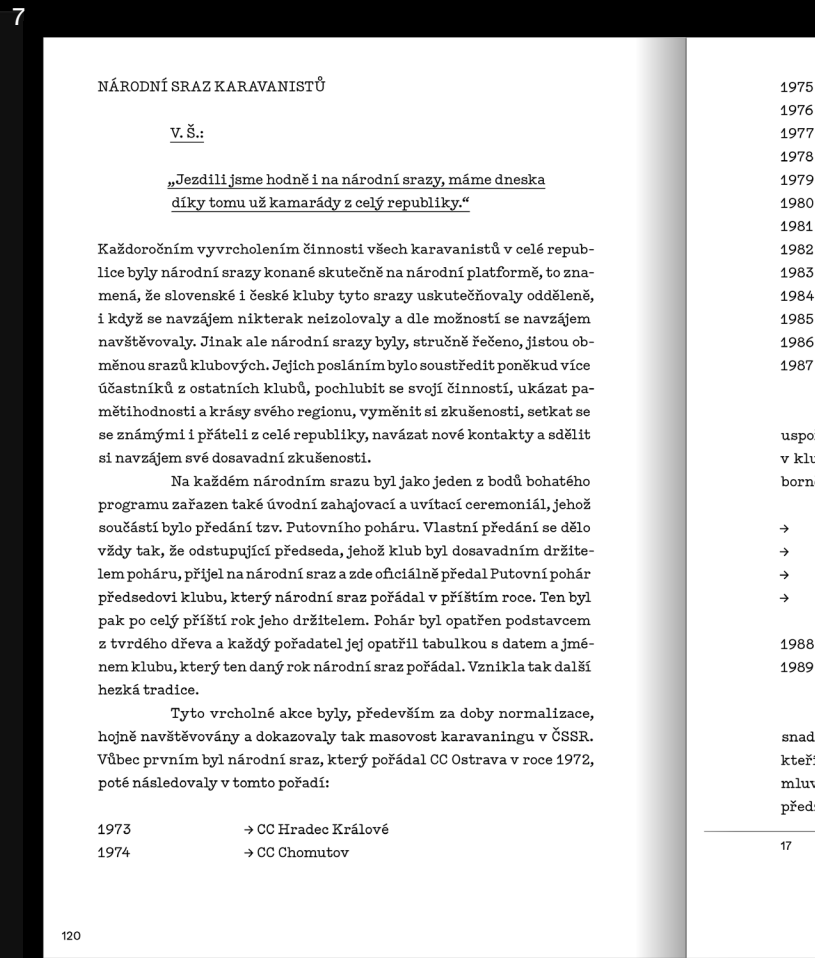 7
NÁRODNÍ SRAZ KARAVANISTŮ
V. Š.:
„Jezdili jsme hodně i na národní srazy, máme dneska
díky tomu už kamarády z celý republiky.“
Každoročním vyvrcholením činnosti všech karavanistů v celé repub-
lice byly národní srazy konané skutečně na národní platformě, to zna-
mená, že slovenské i české kluby tyto srazy uskutečňovaly odděleně,
i když se navzájem nikterak neizolovaly a dle možností se navzájem
navštěvovaly. Jinak ale národní srazy byly, stručně řečeno, jistou ob-
měnou srazů klubových. Jejich posláním bylo soustředit poněkud více
účastníků z ostatních klubů, pochlubit se svojí činností, ukázat pa-
mětihodnosti a krásy svého regionu, vyměnit si zkušenosti, setkat se
se známými i přáteli z celé republiky, navázat nové kontakty a sdělit
si navzájem své dosavadní zkušenosti.
Na každém národním srazu byl jako jeden z bodů bohatého
programu zařazen také úvodní zahajovací a uvítací ceremoniál, jehož
součástí bylo předání tzv. Putovního poháru. Vlastní předání se dělo
vždy tak, že odstupující předseda, jehož klub byl dosavadním držite-
lem poháru, přijel na národní sraz a zde oficiálně předal Putovní pohár
předsedovi klubu, který národní sraz pořádal v příštím roce. Ten byl
pak po celý příští rok jeho držitelem. Pohár byl opatřen podstavcem
z tvrdého dřeva a každý pořadatel jej opatřil tabulkou s datem a jmé-
nem klubu, který ten daný rok národní sraz pořádal. Vznikla tak další
hezká tradice.
Tyto vrcholné akce byly, především za doby normalizace,
hojně navštěvovány a dokazovaly tak masovost karavaningu v ČSSR.
Vůbec prvním byl národní sraz, který pořádal CC Ostrava v roce 1972,
poté následovaly v tomto pořadí:
1973 → CC Hradec Králové
1974 → CC Chomutov
120
1975
1976
1977
1978
1979
1980
1981
1982
1983
1984
1985
1986
1987
v
→
→
→
→
1988
1989
17